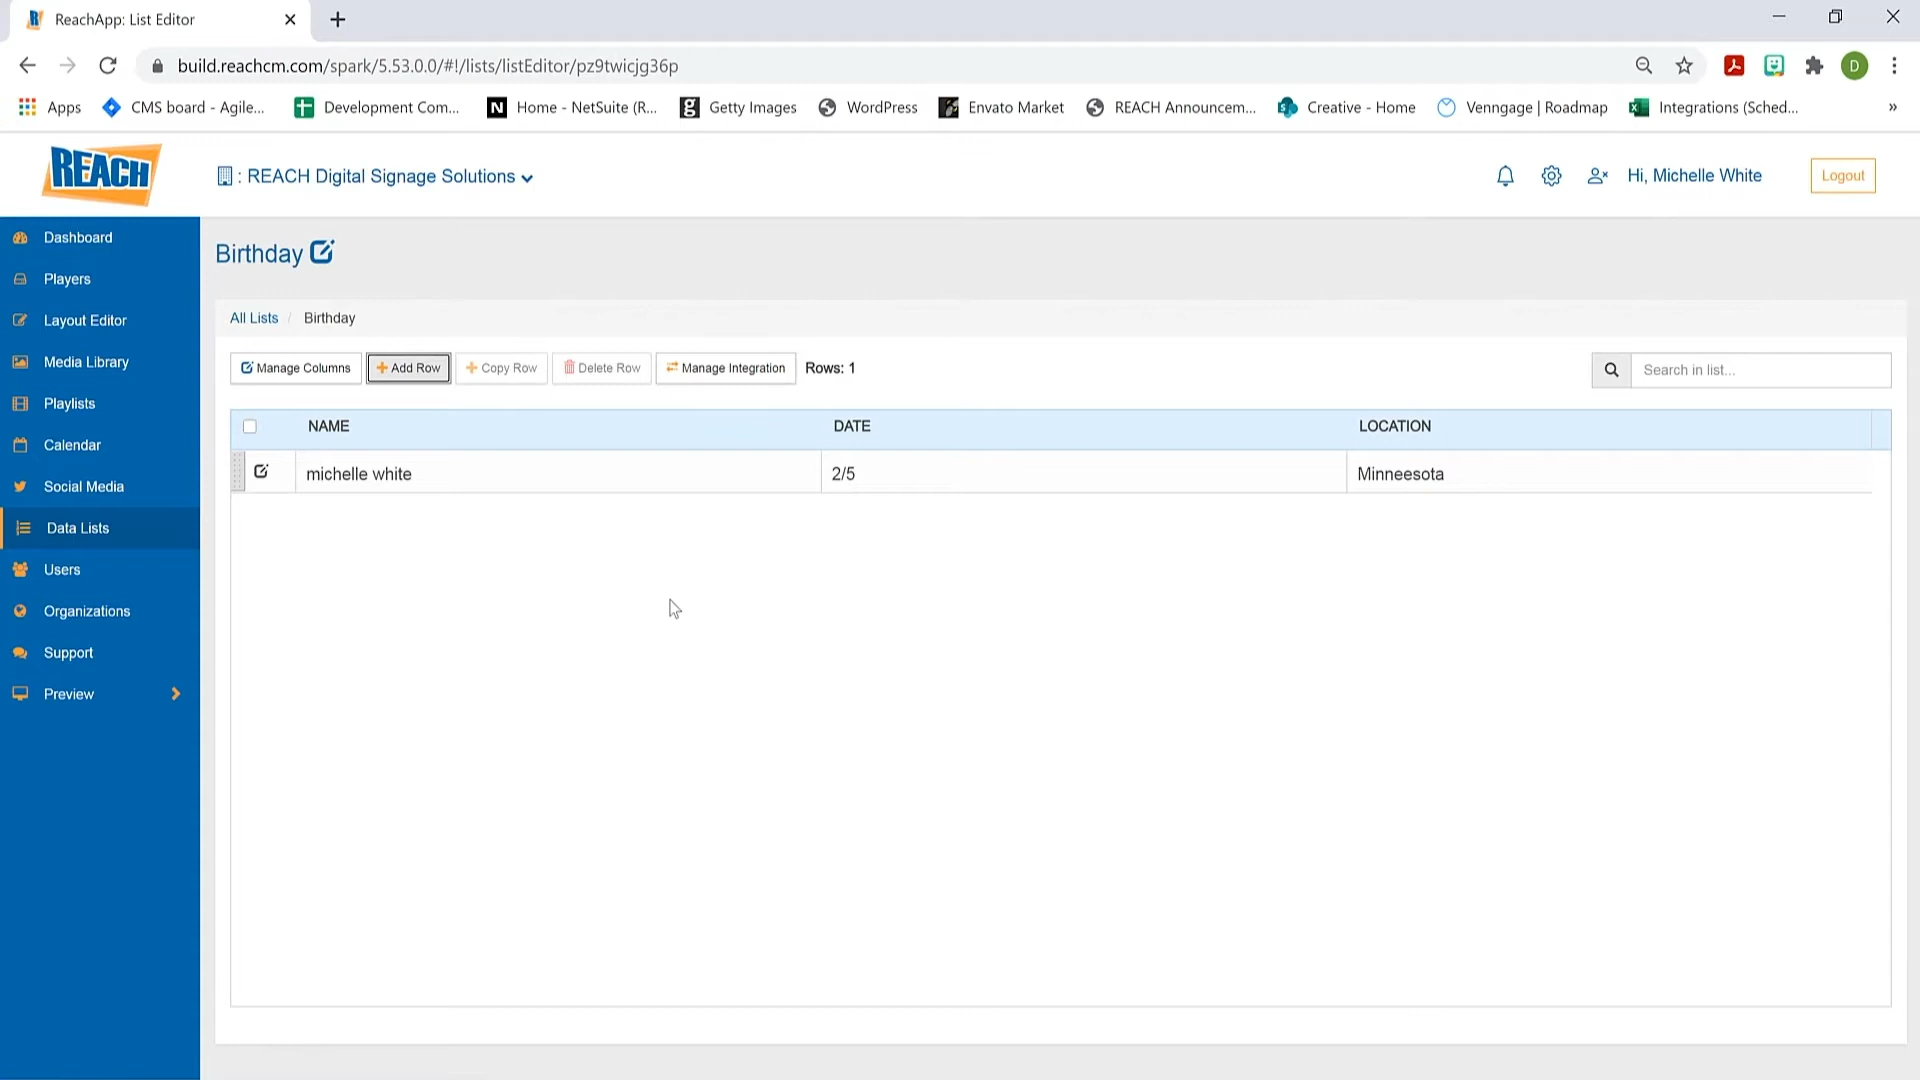 ReachApp: List Editor
build.reachcm.com/spark/5.53.0.0/#!/lists/listEditor/pz9twicjg36p
D
Apps
CMS board - Agile...
Development Com...
N
Home - NetSuite (R...
g
Getty Images
WordPress
Envato Market
REACH Announcem...
Creative - Home
Venngage | Roadmap
Integrations (Sched...
»
REACH
: REACH Digital Signage Solutions
Hi, Michelle White
Logout
Dashboard
Players
Layout Editor
Media Library
Playlists
Calendar
Social Media
Data Lists
Users
Organizations
Support
Preview
Birthday
All Lists / Birthday
Manage Columns
Add Row
Copy Row
Delete Row
Manage Integration
Rows: 1
Search in list...
NAME DATE LOCATION
michelle white 2/5 Minneesota